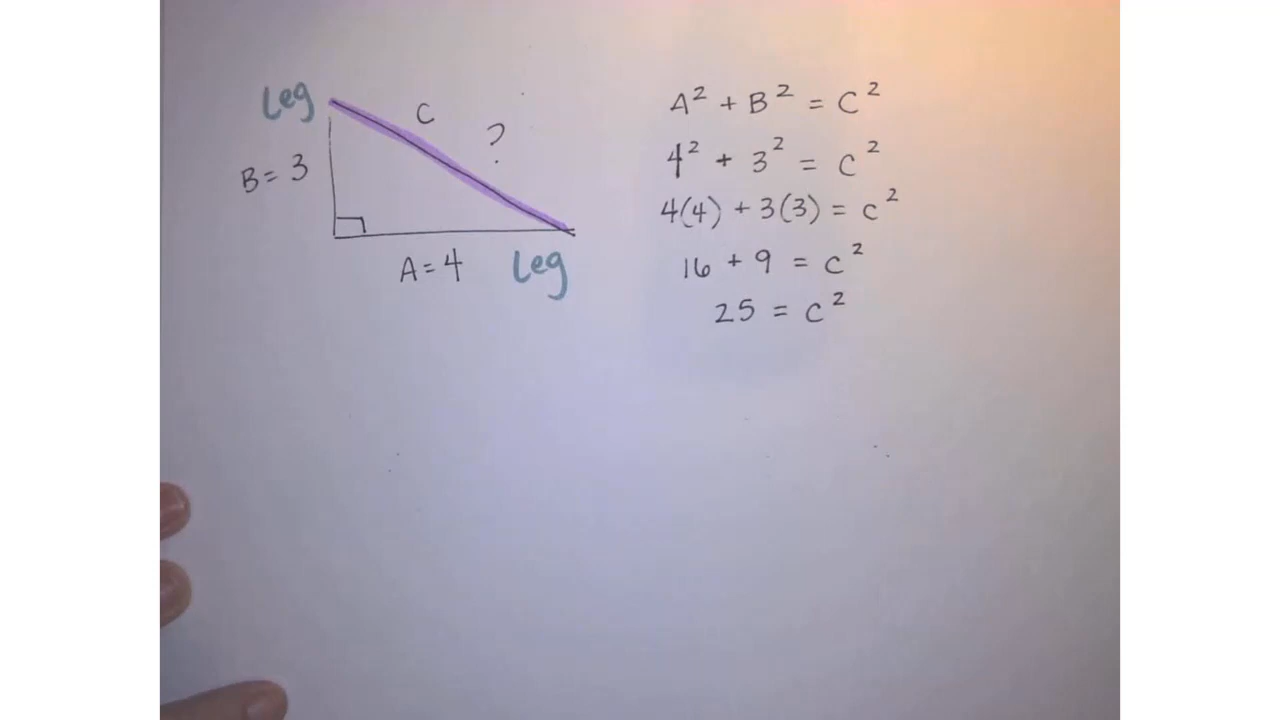 Leg
C
?
B = 3
A = 4
Leg
A² + B² = C²
4² + 3² = C²
4(4) + 3(3) = C²
16 + 9 = C²
25 = C²